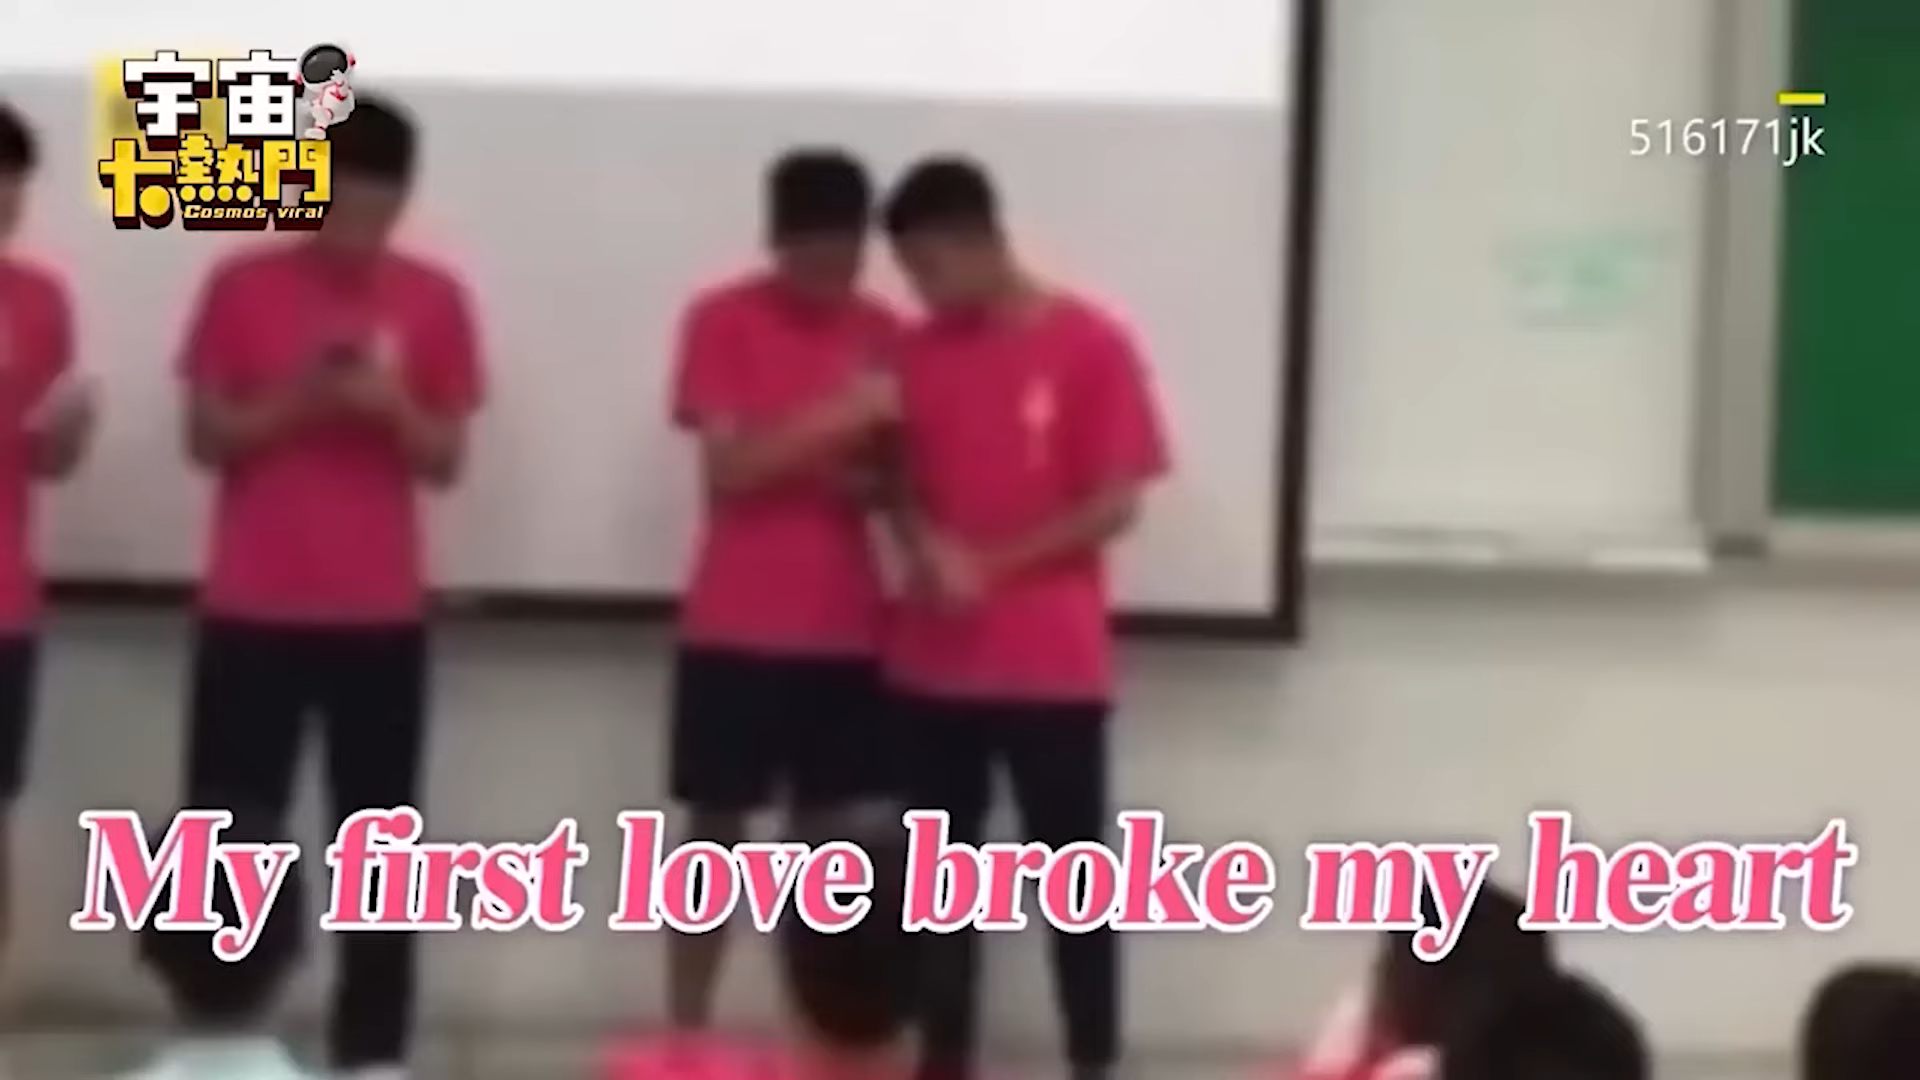 宇宙
大熱門
Cosmos viral
516171jk
My first love broke my heart